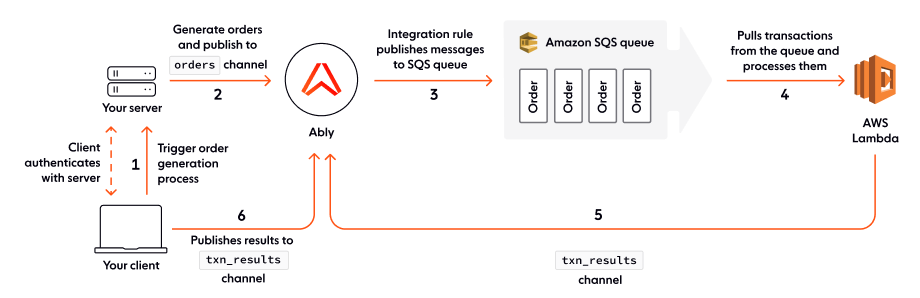 Generate orders
and publish to
orders channel
2
Integration rule
publishes messages
to SQS queue
3
Amazon SQS queue
Order
Order
Order
Order
Pulls transactions
from the queue and
processes them
4
Your server
Ably
AWS
Lambda
Client
authenticates
with server
1
Trigger order
generation
process
6
5
Your client
Publishes results to
txn_results
channel
txn_results
channel